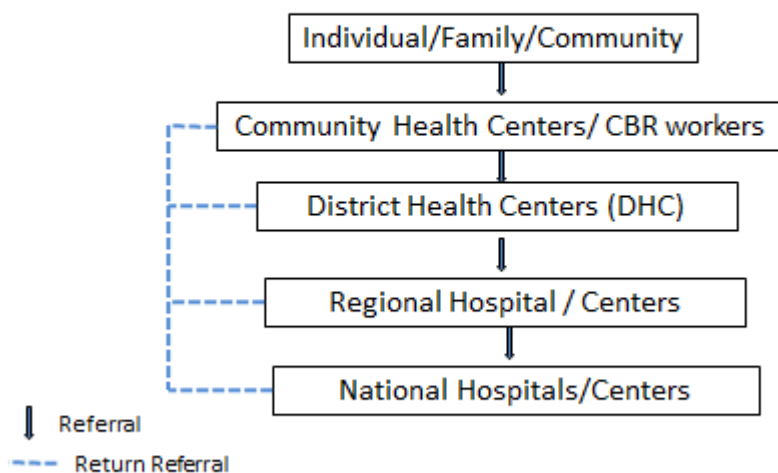 Individual/Family/Community
Community Health Centers/ CBR workers
District Health Centers (DHC)
Regional Hospital / Centers
National Hospitals/Centers
Referral
Return Referral